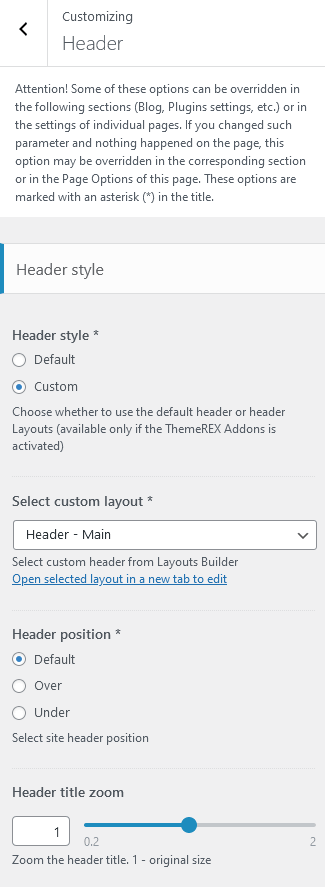 Customizing
Header
Attention! Some of these options can be overridden in
the following sections (Blog, Plugins settings, etc.) or in
the settings of individual pages. If you changed such
parameter and nothing happened on the page, this
option may be overridden in the corresponding section
or in the Page Options of this page. These options are
marked with an asterisk (*) in the title.
Header style
Header style *
Default
Custom
Choose whether to use the default header or header
Layouts (available only if the ThemeREX Addons is
activated)
Select custom layout *
Header - Main
Select custom header from Layouts Builder
Open selected layout in a new tab to edit
Header position *
Default
Over
Under
Select site header position
Header title zoom
1
0.2 2
Zoom the header title. 1 - original size